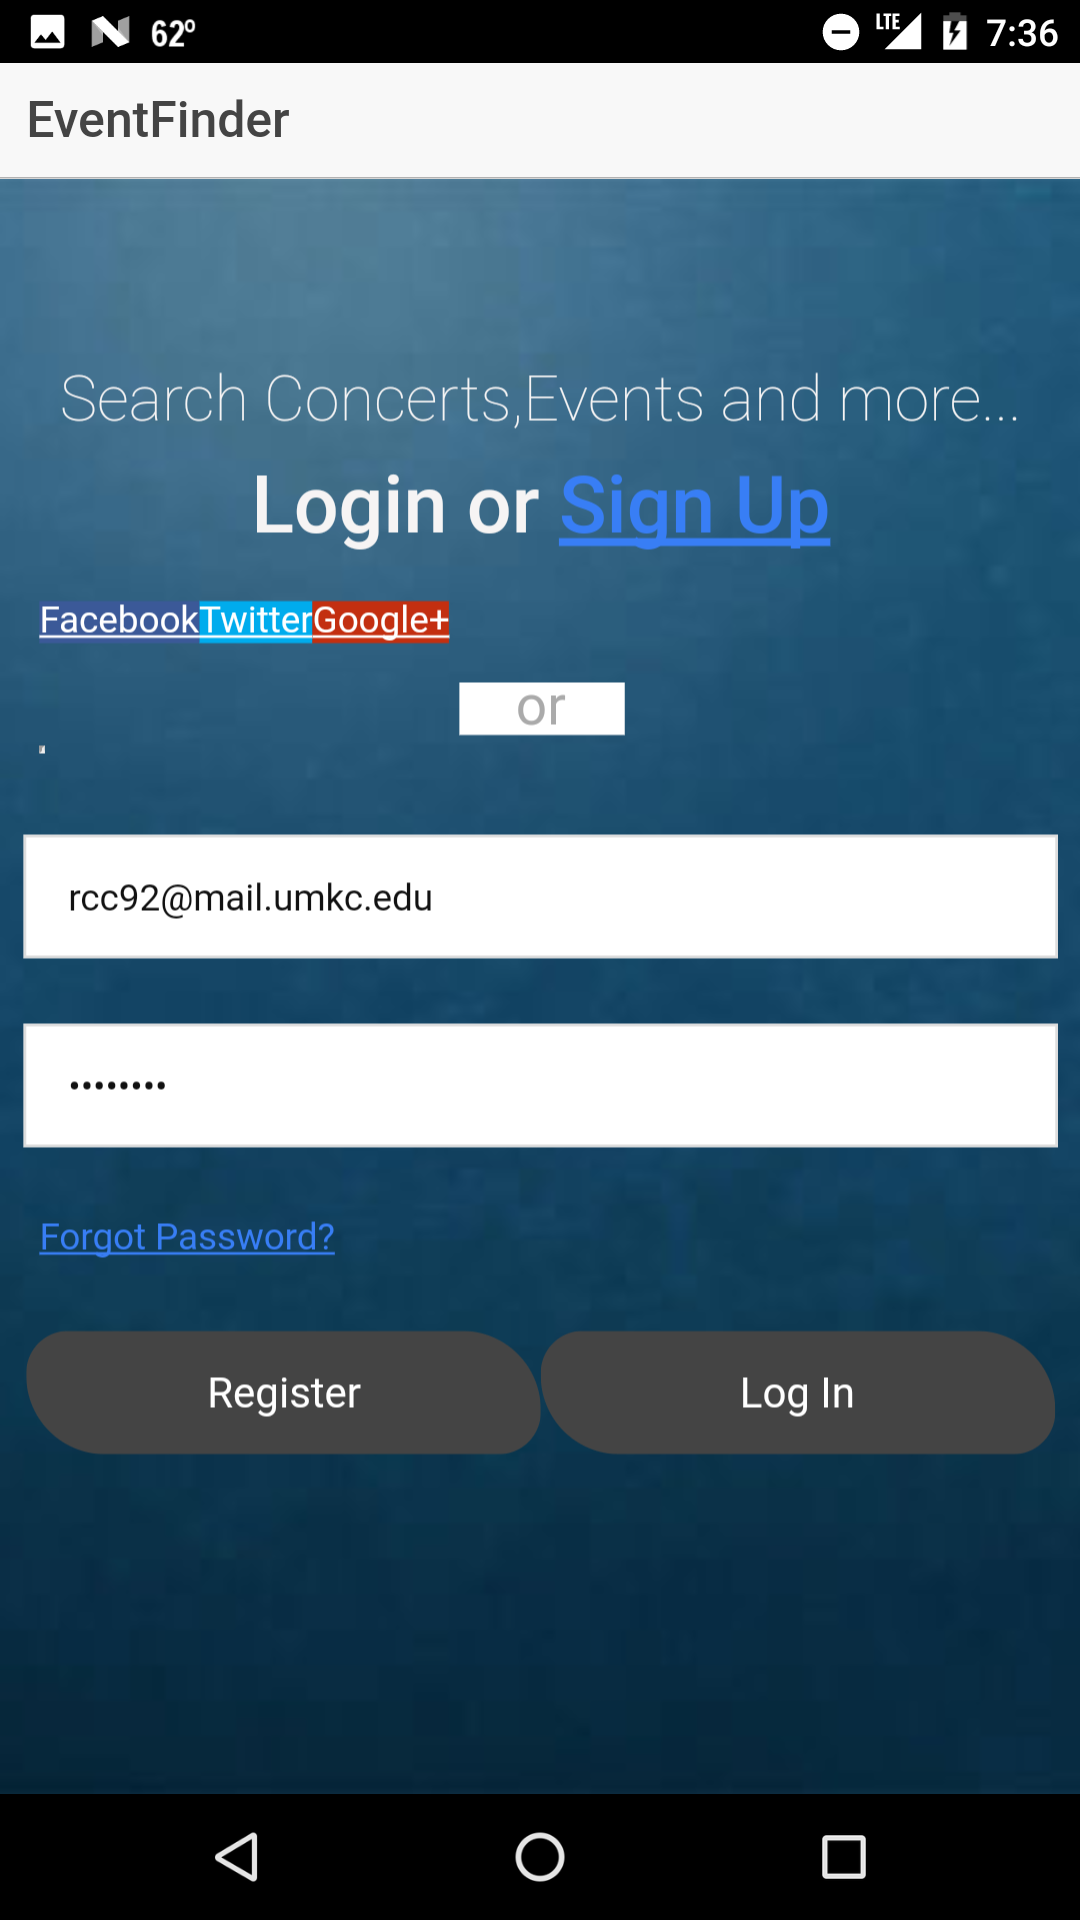 62°
LTE
7:36
EventFinder
Search Concerts,Events and more...
Login or Sign Up
FacebookTwitterGoogle+
or
rcc92@mail.umkc.edu
••••••••
Forgot Password?
Register
Log In